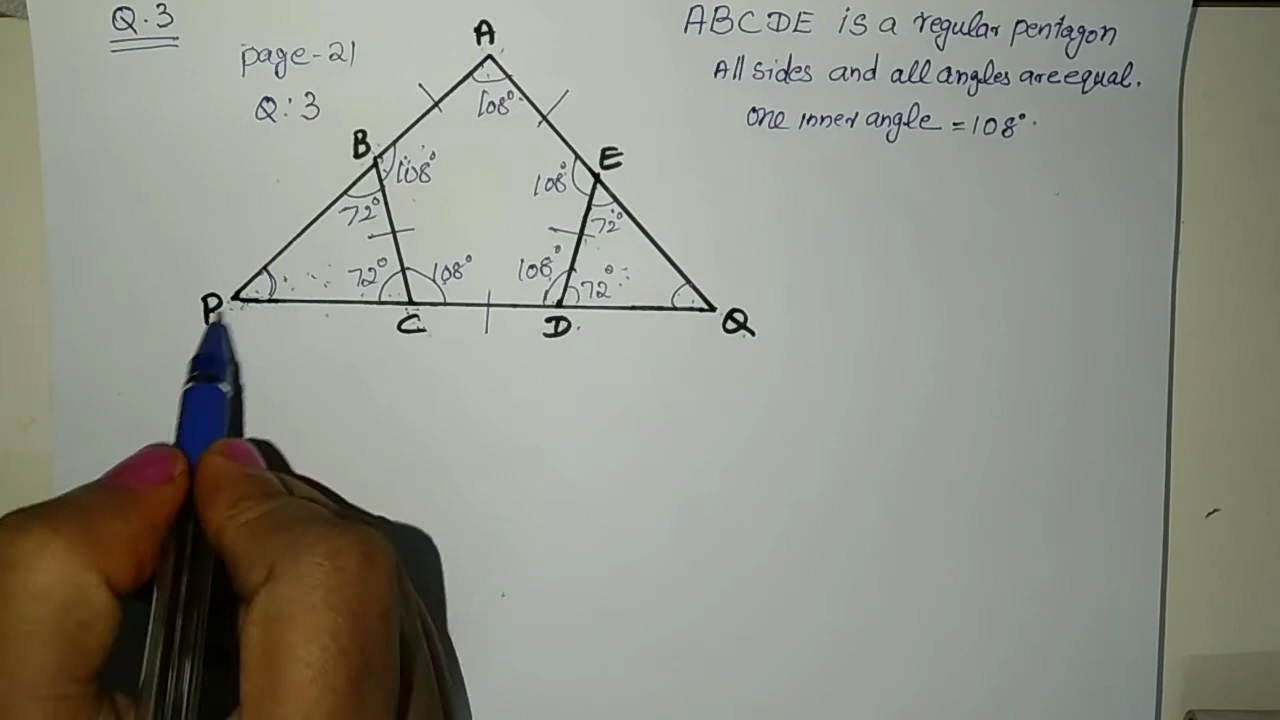 Q.3
page-21
Q:3
ABCDE is a regular pentagon
All sides and all angles are equal.
one inner angle = 108°.
A
108°
B
E
108°
108°
72°
72°
72°
108°
108°
72°
P
C
D
Q